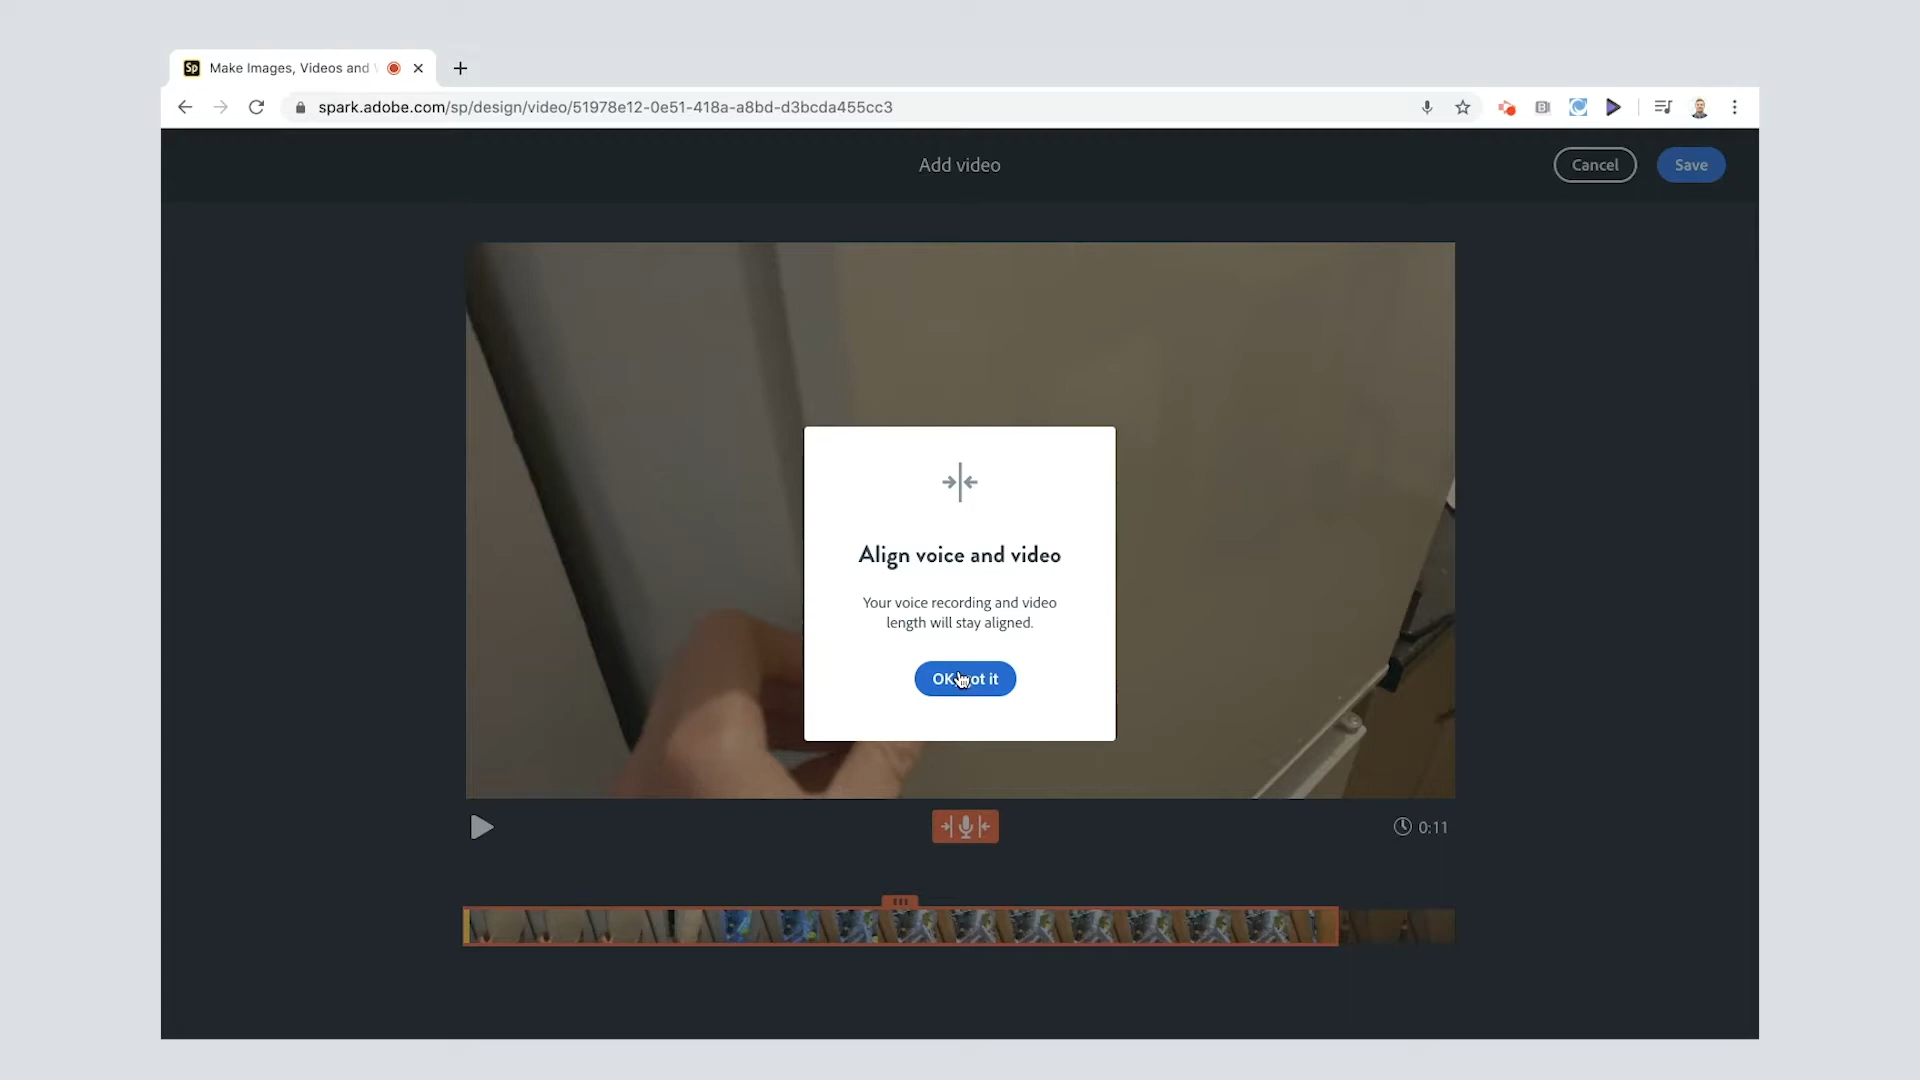 Sp Make Images, Videos and
spark.adobe.com/sp/design/video/51978e12-0e51-418a-a8bd-d3bcda455cc3
Add video
Cancel
Save
Align voice and video
Your voice recording and video
length will stay aligned.
OK, got it
0:11